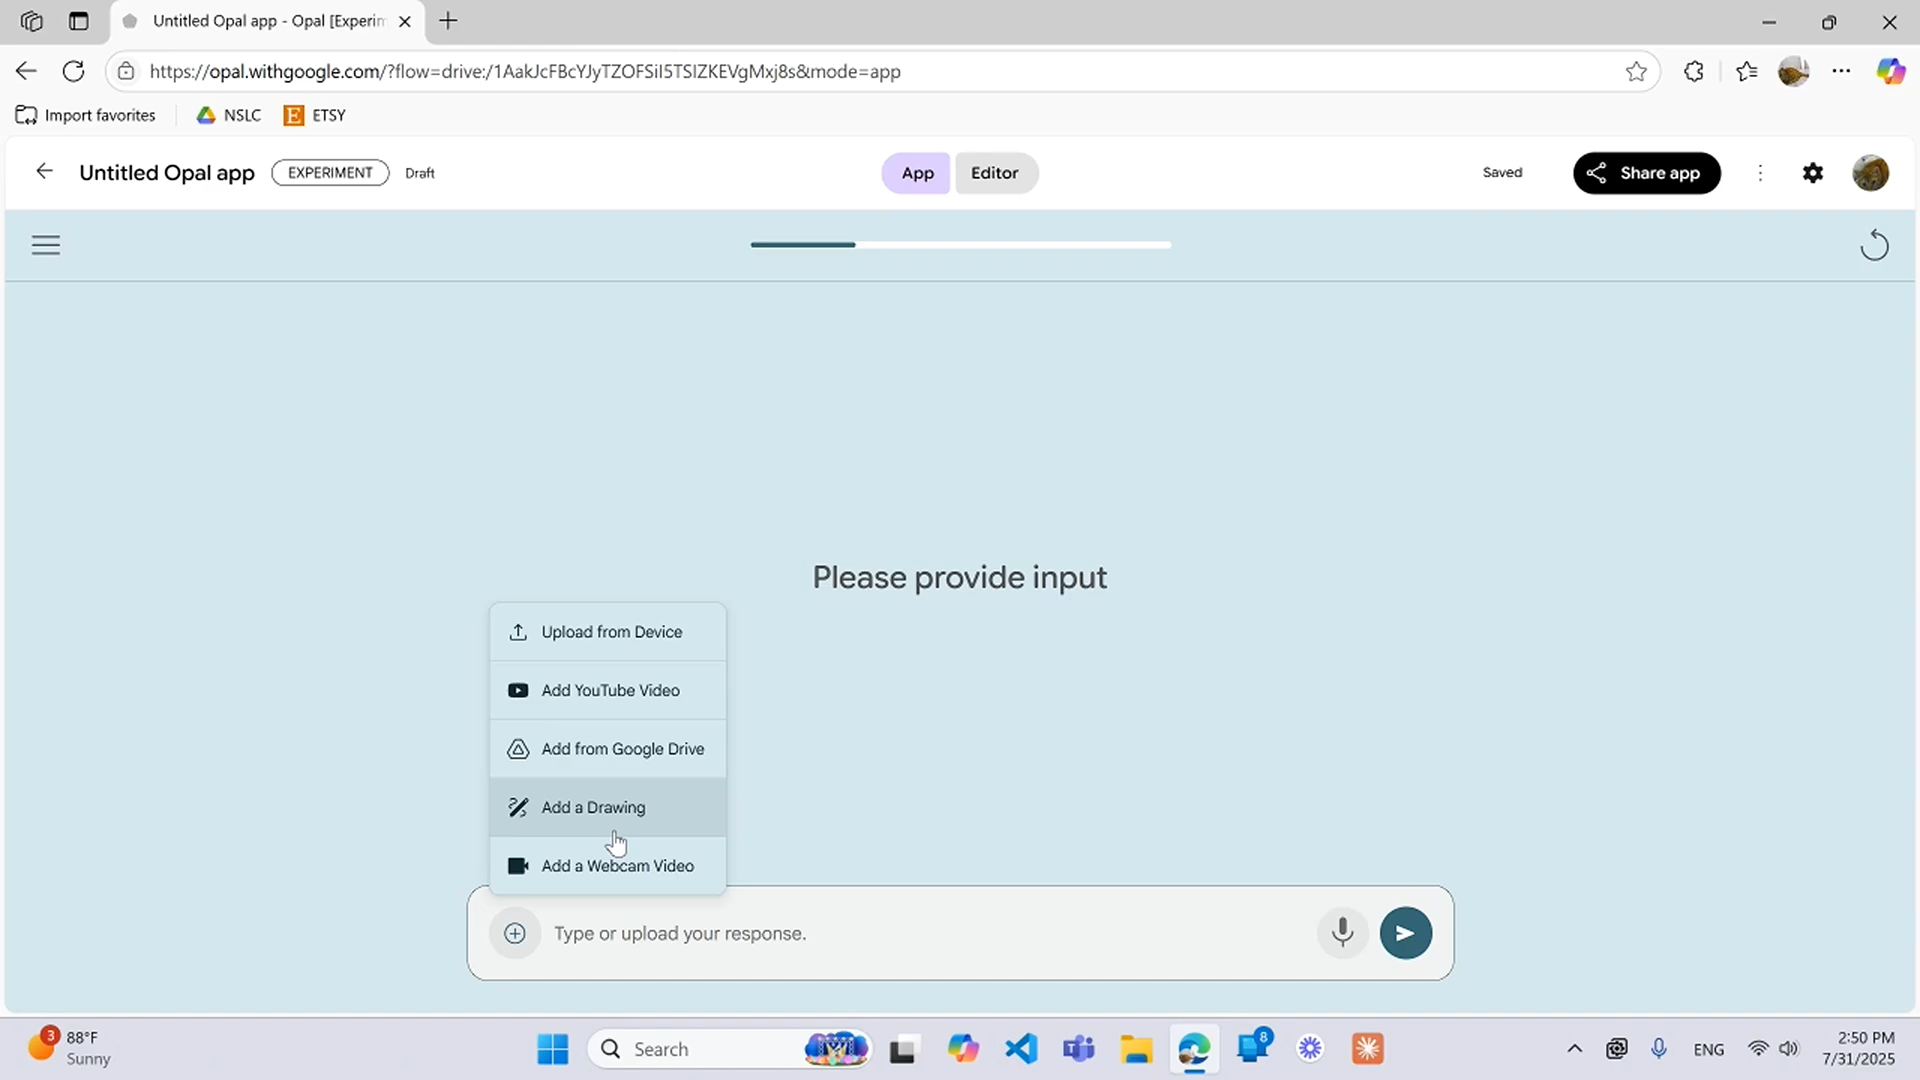 Untitled Opal app - Opal [Experim
https://opal.withgoogle.com/?flow=drive:/1AakJcFBcYJyTZOFSiI5TSIZKEVgMxj8s&mode=app
Import favorites
NSLC
ETSY
Untitled Opal app
EXPERIMENT
Draft
App
Editor
Saved
Share app
Please provide input
Upload from Device
Add YouTube Video
Add from Google Drive
Add a Drawing
Add a Webcam Video
Type or upload your response.
3
88°F
Sunny
Search
8
ENG
2:50 PM
7/31/2025